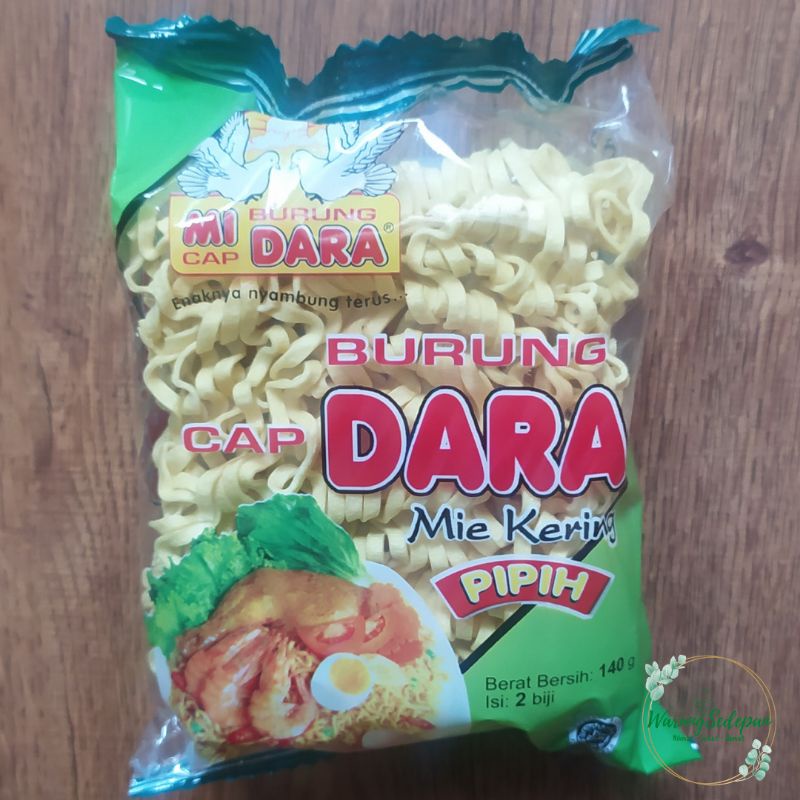 MI BURUNG
CAP DARA®
Enaknya nyambung terus...
BURUNG
CAP DARA
Mie Kering
PIPIH
Berat Bersih: 140 g
Isi: 2 biji
Warung Sedepan